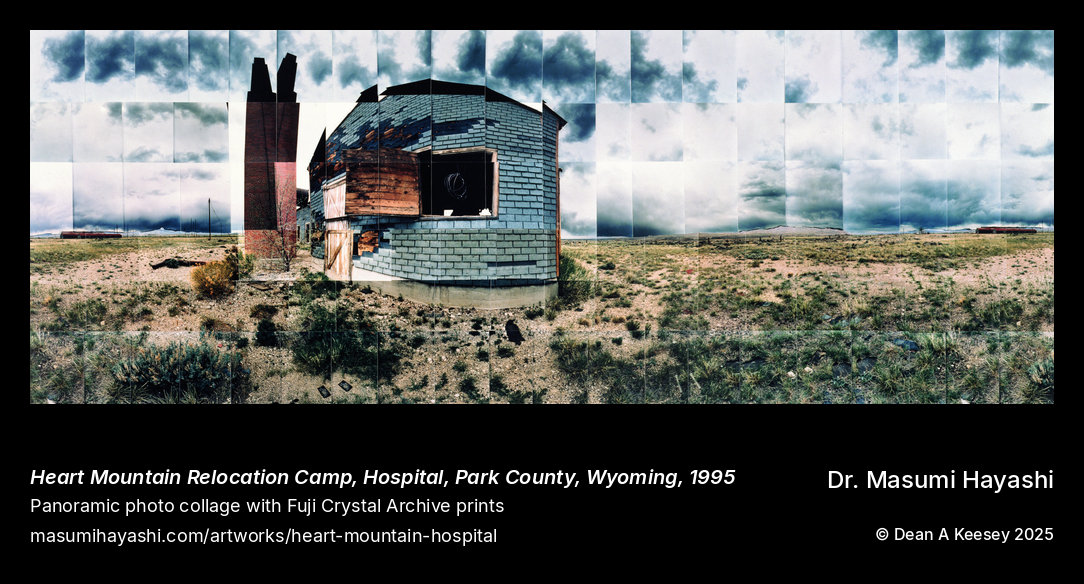 Heart Mountain Relocation Camp, Hospital, Park County, Wyoming, 1995
Dr. Masumi Hayashi
Panoramic photo collage with Fuji Crystal Archive prints
masumihayashi.com/artworks/heart-mountain-hospital
© Dean A Keesey 2025